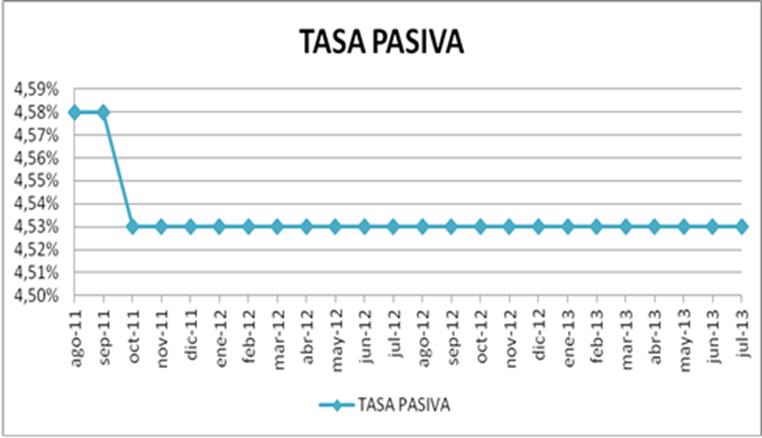 TASA PASIVA
4,59%
4,58%
4,57%
4,56%
4,55%
4,54%
4,53%
4,52%
4,51%
4,50%
ago-11
sep-11
oct-11
nov-11
dic-11
ene-12
feb-12
mar-12
abr-12
may-12
jun-12
jul-12
ago-12
sep-12
oct-12
nov-12
dic-12
ene-13
feb-13
mar-13
abr-13
may-13
jun-13
jul-13
TASA PASIVA